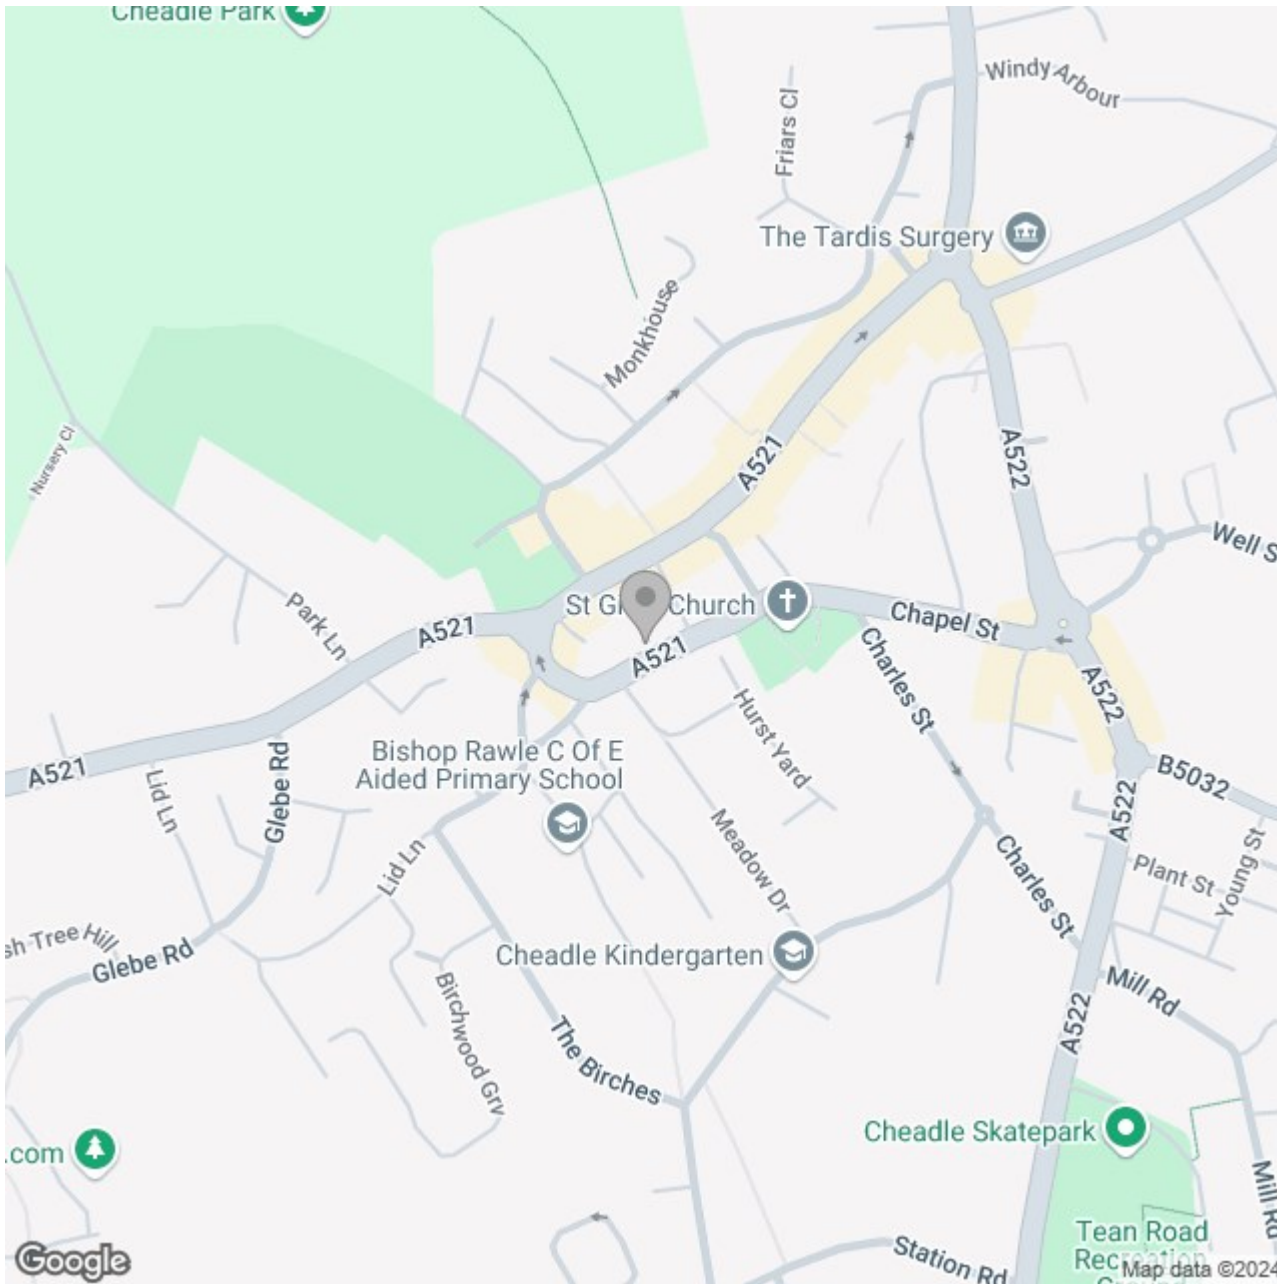 Cheadle Park
Windy Arbour
Friars Cl
The Tardis Surgery
Monkhouse
A521
A522
Nursery Cl
Well S
St G
Church
Chapel St
Park Ln
A521
A521
Charles St
A522
Hurst Yard
Bishop Rawle C Of E
Aided Primary School
A521
Lid Ln
Glebe Rd
B5032
A522
Meadow Dr
Lid Ln
Charles St
Plant St
Young St
sh Tree Hill
Glebe Rd
Cheadle Kindergarten
Birchwood Grv
Mill Rd
A522
The Birches
Cheadle Skatepark
.com
Mill Rd
Tean Road
Station Rd
Google
Map data ©2024